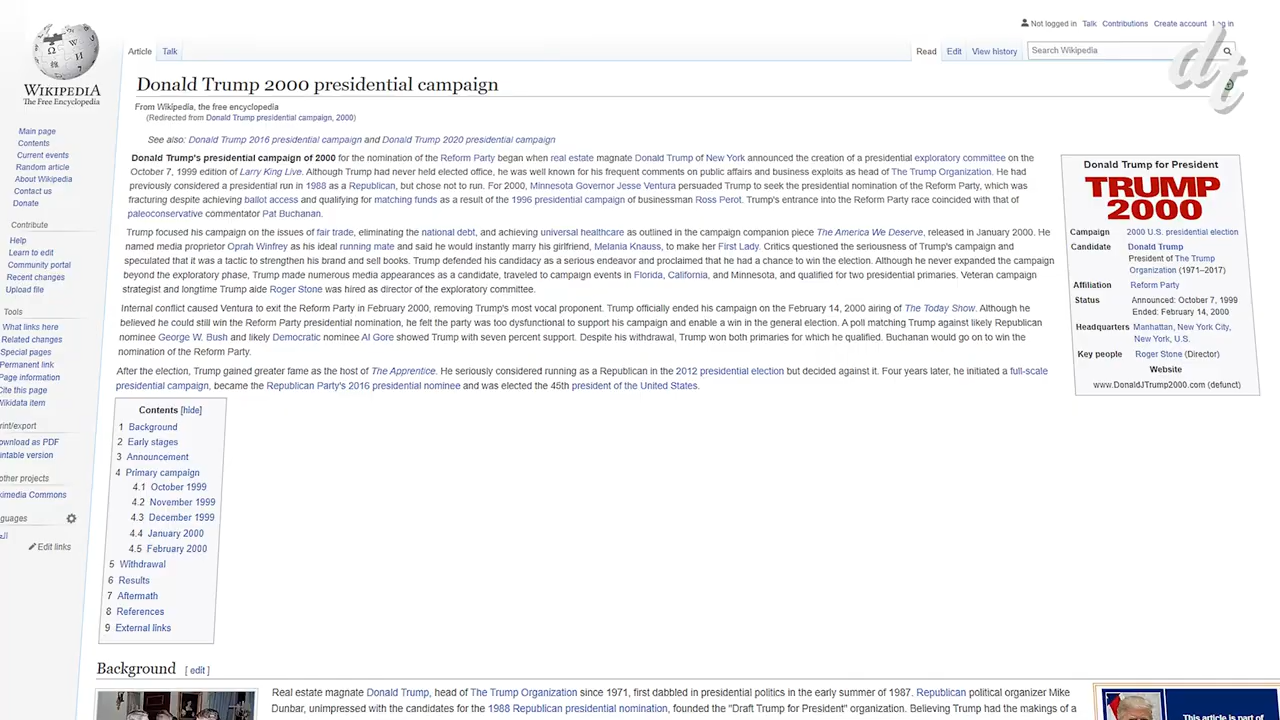 Not logged in Talk Contributions Create account Log in
Article Talk Read Edit View history Search Wikipedia
dt
WIKIPEDIA
The Free Encyclopedia
Donald Trump 2000 presidential campaign
From Wikipedia, the free encyclopedia
(Redirected from Donald Trump presidential campaign, 2000)
See also: Donald Trump 2016 presidential campaign and Donald Trump 2020 presidential campaign
Donald Trump's presidential campaign of 2000 for the nomination of the Reform Party began when real estate magnate Donald Trump of New York announced the creation of a presidential exploratory committee on the
October 7, 1999 edition of Larry King Live. Although Trump had never held elected office, he was well known for his frequent comments on public affairs and business exploits as head of The Trump Organization. He had
previously considered a presidential run in 1988 as a Republican, but chose not to run. For 2000, Minnesota Governor Jesse Ventura persuaded Trump to seek the presidential nomination of the Reform Party, which was
fracturing despite achieving ballot access and qualifying for matching funds as a result of the 1996 presidential campaign of businessman Ross Perot. Trump's entrance into the Reform Party race coincided with that of
paleoconservative commentator Pat Buchanan.
Trump focused his campaign on the issues of fair trade, eliminating the national debt, and achieving universal healthcare as outlined in the campaign companion piece The America We Deserve, released in January 2000. He
named media proprietor Oprah Winfrey as his ideal running mate and said he would instantly marry his girlfriend, Melania Knauss, to make her First Lady. Critics questioned the seriousness of Trump's campaign and
speculated that it was a tactic to strengthen his brand and sell books. Trump defended his candidacy as a serious endeavor and proclaimed that he had a chance to win the election. Although he never expanded the campaign
beyond the exploratory phase, Trump made numerous media appearances as a candidate, traveled to campaign events in Florida, California, and Minnesota, and qualified for two presidential primaries. Veteran campaign
strategist and longtime Trump aide Roger Stone was hired as director of the exploratory committee.
Internal conflict caused Ventura to exit the Reform Party in February 2000, removing Trump's most vocal proponent. Trump officially ended his campaign on the February 14, 2000 airing of The Today Show. Although he
believed he could still win the Reform Party presidential nomination, he felt the party was too dysfunctional to support his campaign and enable a win in the general election. A poll matching Trump against likely Republican
nominee George W. Bush and likely Democratic nominee Al Gore showed Trump with seven percent support. Despite his withdrawal, Trump won both primaries for which he qualified. Buchanan would go on to win the
nomination of the Reform Party.
After the election, Trump gained greater fame as the host of The Apprentice. He seriously considered running as a Republican in the 2012 presidential election but decided against it. Four years later, he initiated a full-scale
presidential campaign, became the Republican Party's 2016 presidential nominee and was elected the 45th president of the United States.
Donald Trump for President
TRUMP
2000
Campaign 2000 U.S. presidential election
Candidate Donald Trump
President of The Trump
Organization (1971–2017)
Affiliation Reform Party
Status Announced: October 7, 1999
Ended: February 14, 2000
Headquarters Manhattan, New York City,
New York, U.S.
Key people Roger Stone (Director)
Website
www.DonaldJTrump2000.com (defunct)
Main page
Contents
Current events
Random article
About Wikipedia
Contact us
Donate
Contribute
Help
Learn to edit
Community portal
Recent changes
Upload file
Tools
What links here
Related changes
Special pages
Permanent link
Page information
Cite this page
Wikidata item
rint/export
ownload as PDF
intable version
other projects
kimedia Commons
guages
Edit links
Contents [hide]
1 Background
2 Early stages
3 Announcement
4 Primary campaign
4.1 October 1999
4.2 November 1999
4.3 December 1999
4.4 January 2000
4.5 February 2000
5 Withdrawal
6 Results
7 Aftermath
8 References
9 External links
Background [ edit ]
Real estate magnate Donald Trump, head of The Trump Organization since 1971, first dabbled in presidential politics in the early summer of 1987. Republican political organizer Mike
Dunbar, unimpressed with the candidates for the 1988 Republican presidential nomination, founded the "Draft Trump for President" organization. Believing Trump had the makings of a
This article is part of